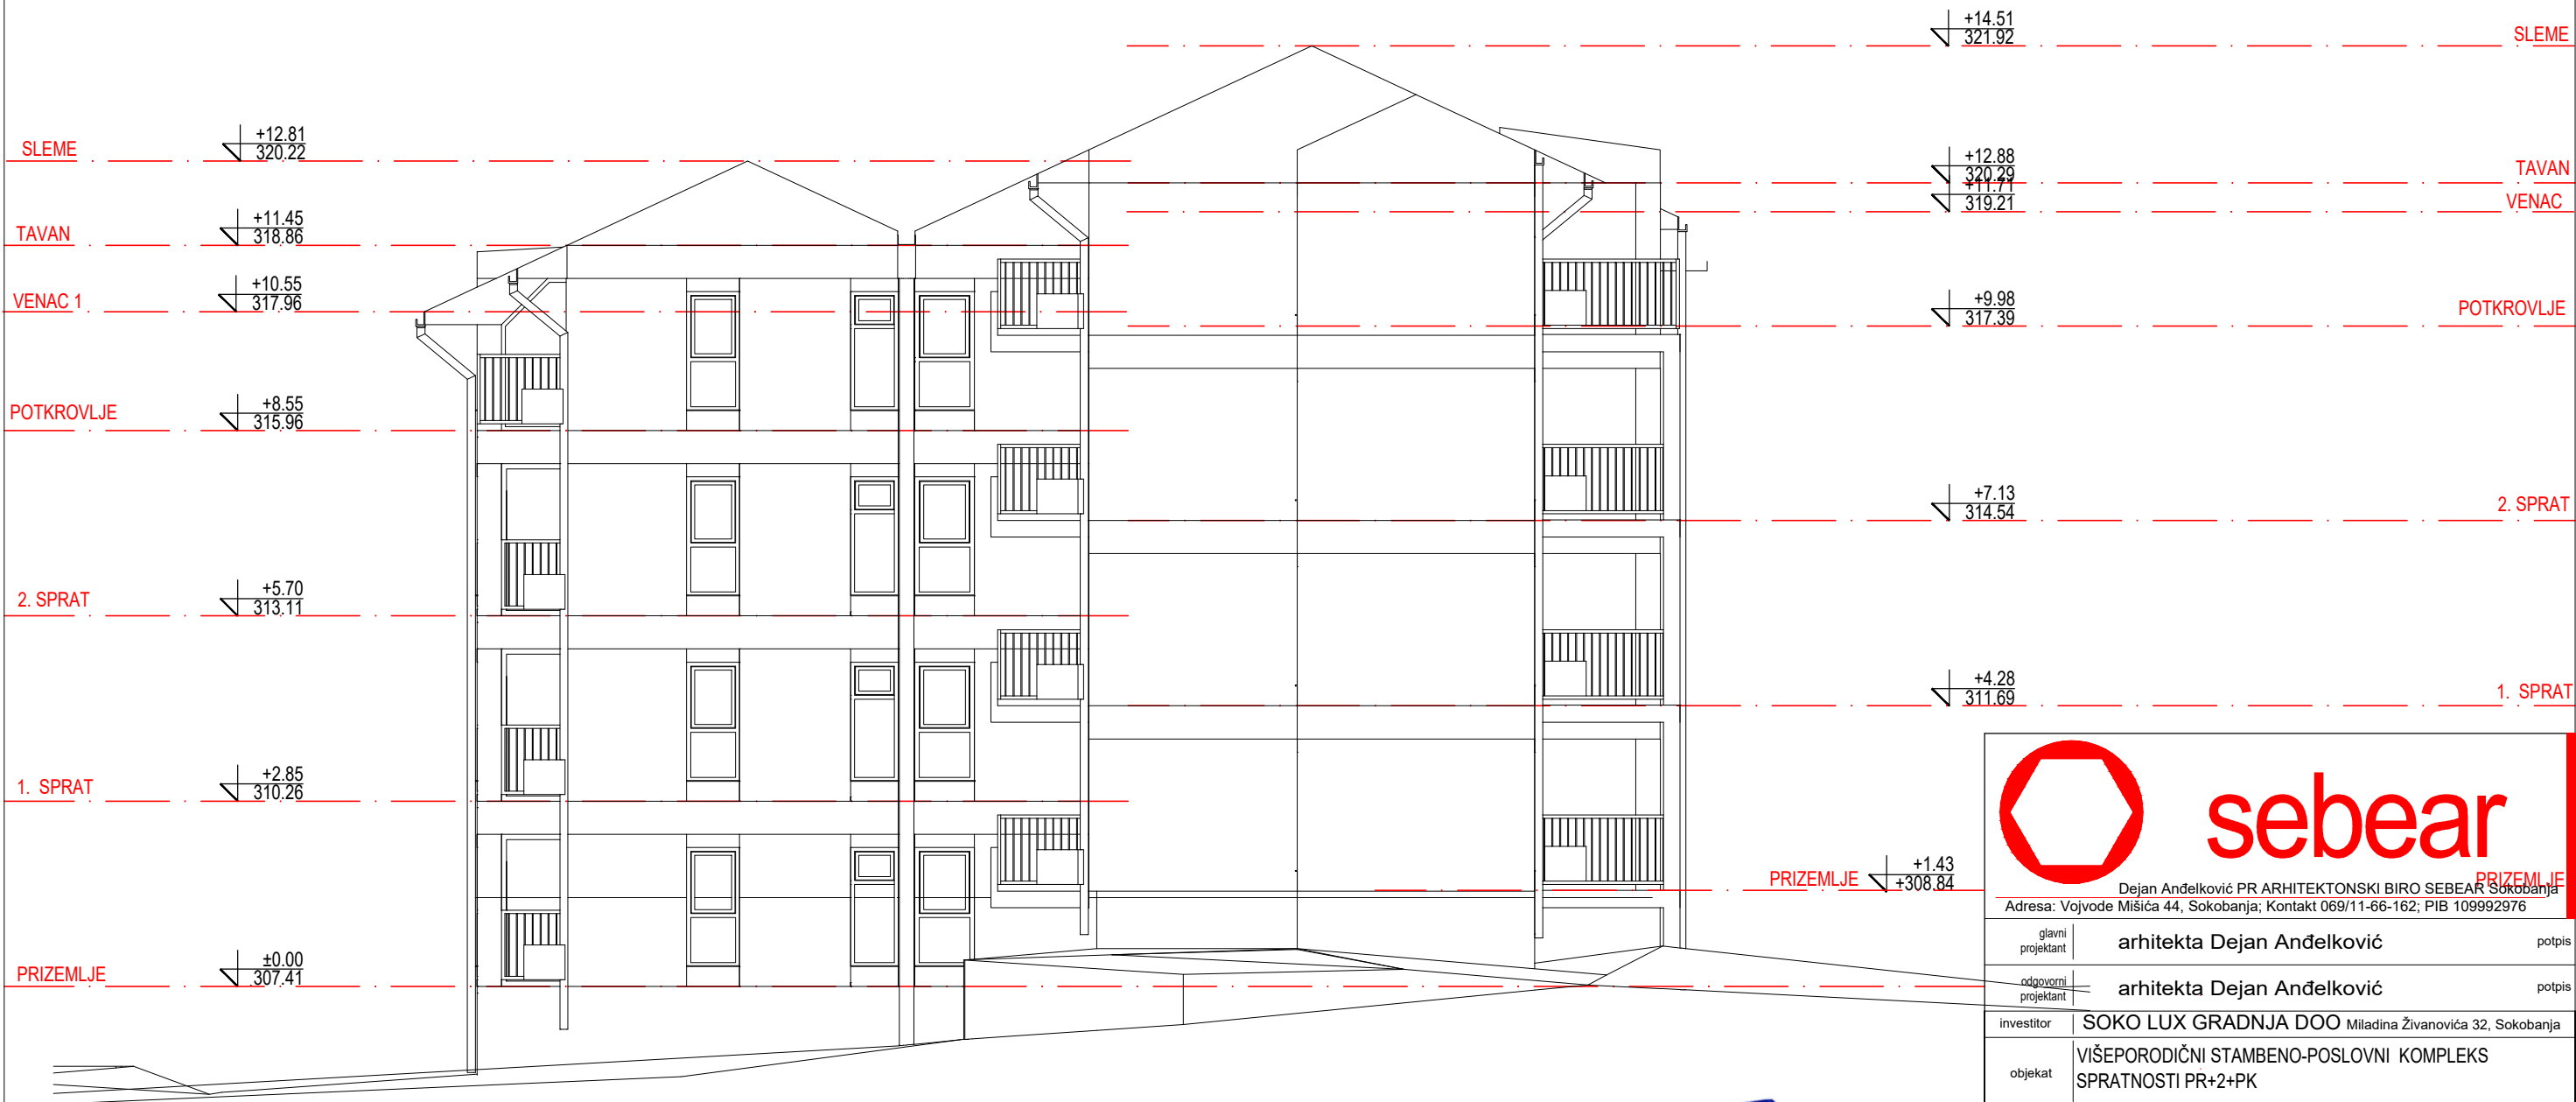 +14.51
321.92
SLEME
+12.81
320.22
SLEME
+12.88
320.29
TAVAN
+11.71
319.21
VENAC
+11.45
318.86
TAVAN
+10.55
317.96
VENAC 1
+9.98
317.39
POTKROVLJE
+8.55
315.96
POTKROVLJE
+7.13
314.54
2. SPRAT
+5.70
313.11
2. SPRAT
+4.28
311.69
1. SPRAT
+2.85
310.26
1. SPRAT
PRIZEMLJE
+1.43
+308.84
PRIZEMLJE
±0.00
307.41
PRIZEMLJE
sebear
Dejan Anđelković PR ARHITEKTONSKI BIRO SEBEAR Sokobanja
Adresa: Vojvode Mišića 44, Sokobanja; Kontakt 069/11-66-162; PIB 109992976
glavni
projektant
arhitekta Dejan Anđelković
potpis
odgovorni
projektant
arhitekta Dejan Anđelković
potpis
investitor
SOKO LUX GRADNJA DOO Miladina Živanovića 32, Sokobanja
objekat
VIŠEPORODIČNI STAMBENO-POSLOVNI KOMPLEKS
SPRATNOSTI PR+2+PK